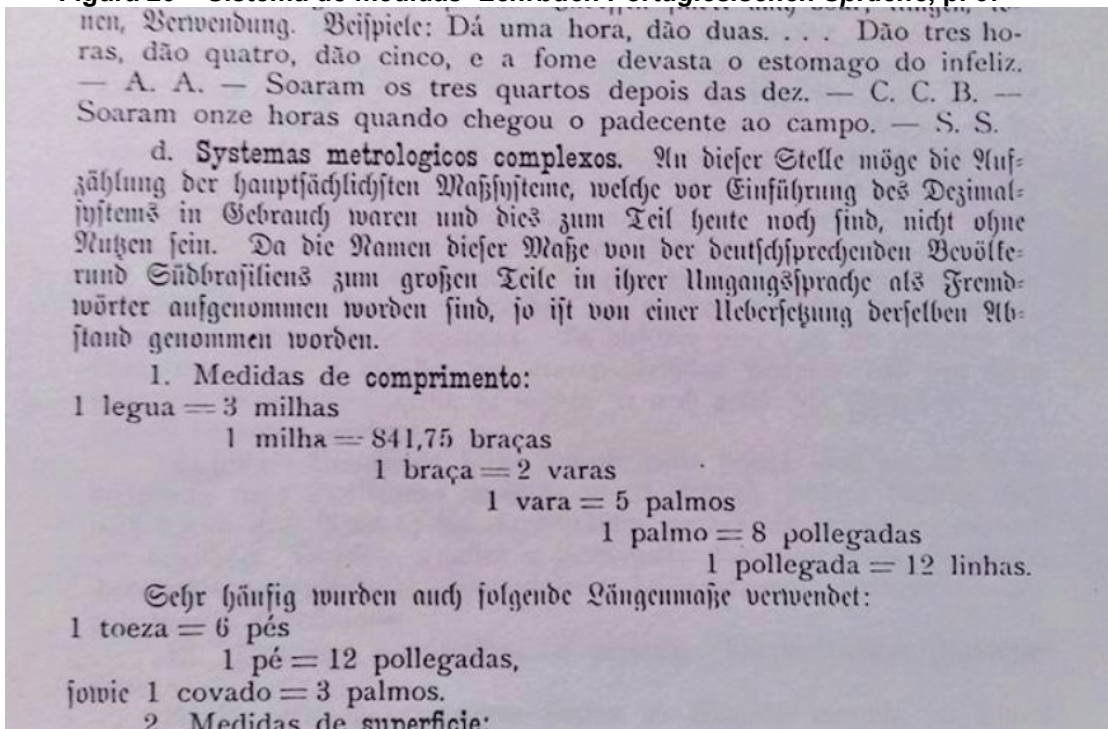 nen, Verwendung. Beispiele: Dá uma hora, dão duas. . . . Dão tres ho-
ras, dão quatro, dão cinco, e a fome devasta o estomago do infeliz.
— A. A. — Soaram os tres quartos depois das dez. — C. C. B. —
Soaram onze horas quando chegou o padecente ao campo. — S. S.
d. Systemas metrologicos complexos. An dieser Stelle möge die Auf-
zählung der hauptsächlichsten Maßsysteme, welche vor Einführung des Dezimal-
systems in Gebrauch waren und dies zum Teil heute noch sind, nicht ohne
Nutzen sein. Da die Namen dieser Maße von der deutschsprechenden Bevölke-
rund Südbrasiliens zum großen Teile in ihrer Umgangssprache als Fremd-
wörter aufgenommen worden sind, so ist von einer Uebersetzung derselben Ab-
stand genommen worden.
1. Medidas de comprimento:
1 legua = 3 milhas
1 milha = 841,75 braças
1 braça = 2 varas
1 vara = 5 palmos
1 palmo = 8 pollegadas
1 pollegada = 12 linhas.
Sehr häufig wurden auch folgende Längenmaße verwendet:
1 toeza = 6 pés
1 pé = 12 pollegadas,
sowie 1 covado = 3 palmos.
2. Medidas de superficie: